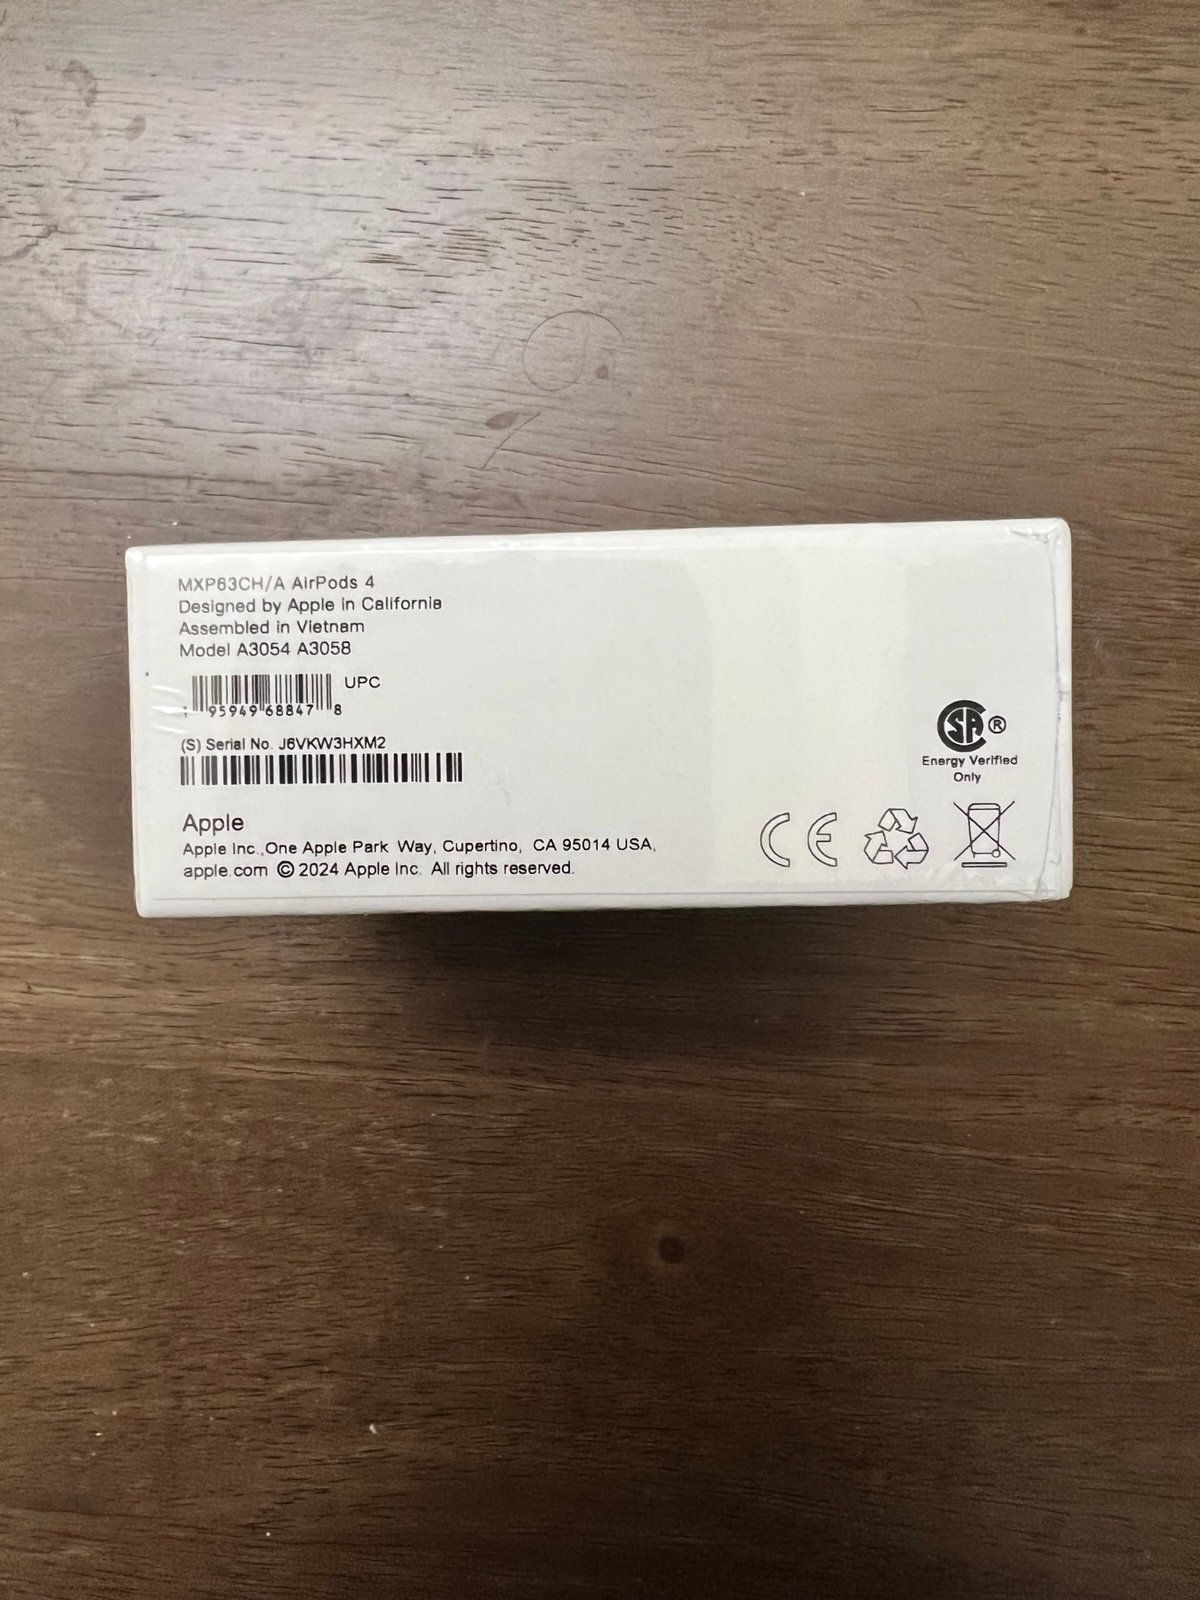 MXP63CH/A AirPods 4
Designed by Apple in California
Assembled in Vietnam
Model A3054 A3058
UPC
1 95949 68847 8
(S) Serial No. J6VKW3HXM2
Apple
Apple Inc.,One Apple Park Way, Cupertino, CA 95014 USA,
apple.com © 2024 Apple Inc. All rights reserved.
SA ®
Energy Verified
Only
CE